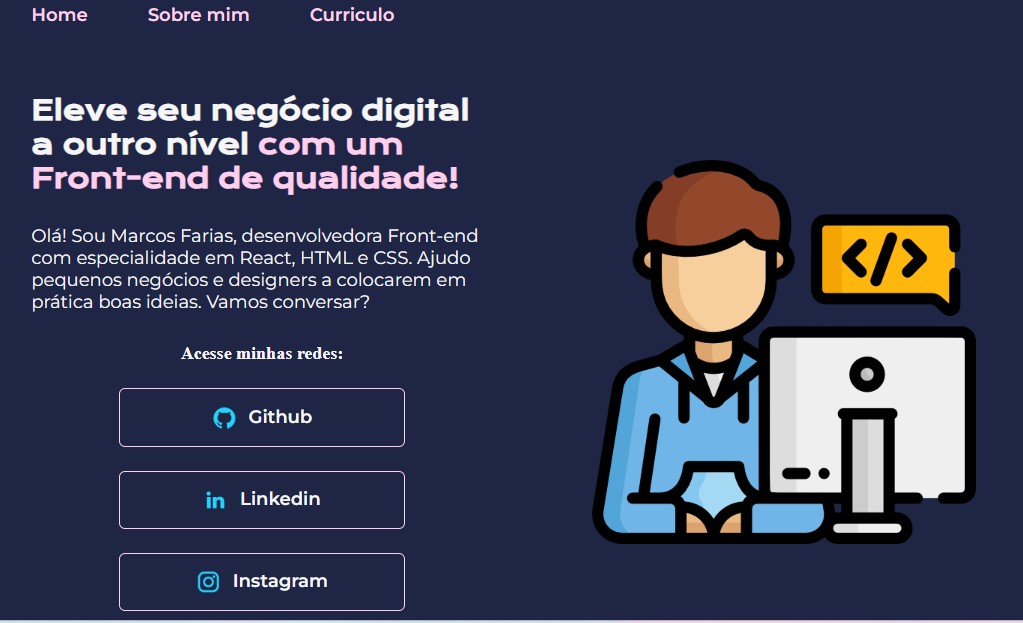 Home Sobre mim Curriculo
Eleve seu negócio digital
a outro nível com um
Front-end de qualidade!
Olá! Sou Marcos Farias, desenvolvedora Front-end
com especialidade em React, HTML e CSS. Ajudo
pequenos negócios e designers a colocarem em
prática boas ideias. Vamos conversar?
Acesse minhas redes:
Github
Linkedin
Instagram